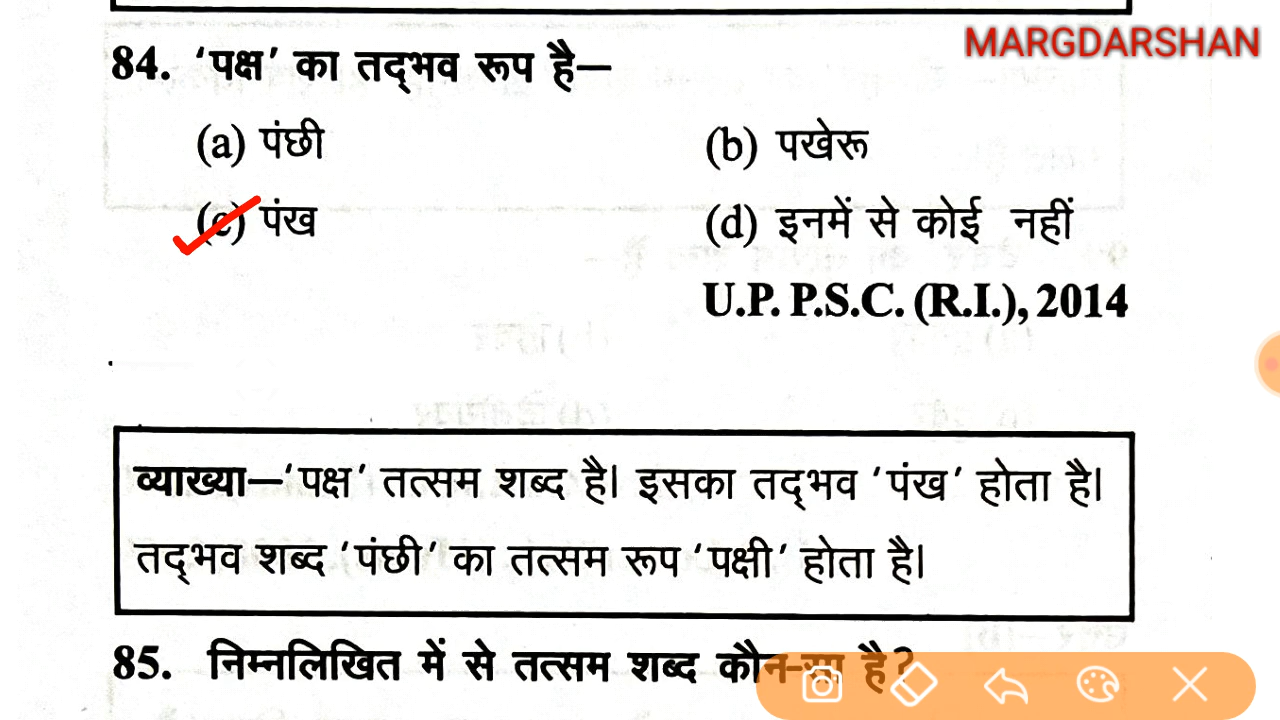 MARGDARSHAN
84. ‘पक्ष’ का तद्भव रूप है—
(a) पंछी (b) पखेरू
(c) पंख (d) इनमें से कोई नहीं
U.P. P.S.C. (R.I.), 2014
व्याख्या—‘पक्ष’ तत्सम शब्द है। इसका तद्भव ‘पंख’ होता है।
तद्भव शब्द ‘पंछी’ का तत्सम रूप ‘पक्षी’ होता है।
85. निम्नलिखित में से तत्सम शब्द कौन-सा है?